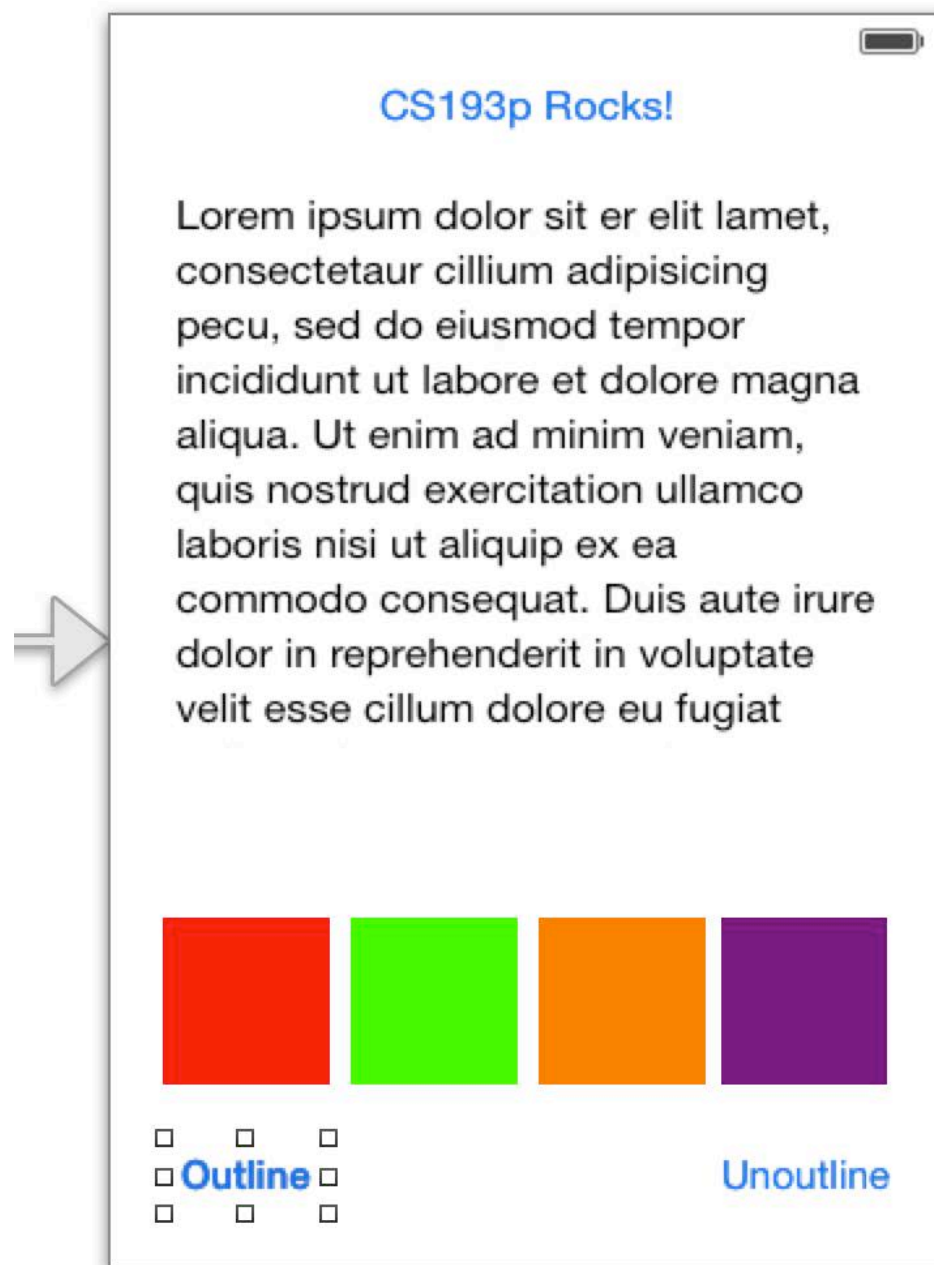 CS193p Rocks!
Lorem ipsum dolor sit er elit lamet,
consectetaur cillium adipisicing
pecu, sed do eiusmod tempor
incididunt ut labore et dolore magna
aliqua. Ut enim ad minim veniam,
quis nostrud exercitation ullamco
laboris nisi ut aliquip ex ea
commodo consequat. Duis aute irure
dolor in reprehenderit in voluptate
velit esse cillum dolore eu fugiat
Outline Unoutline